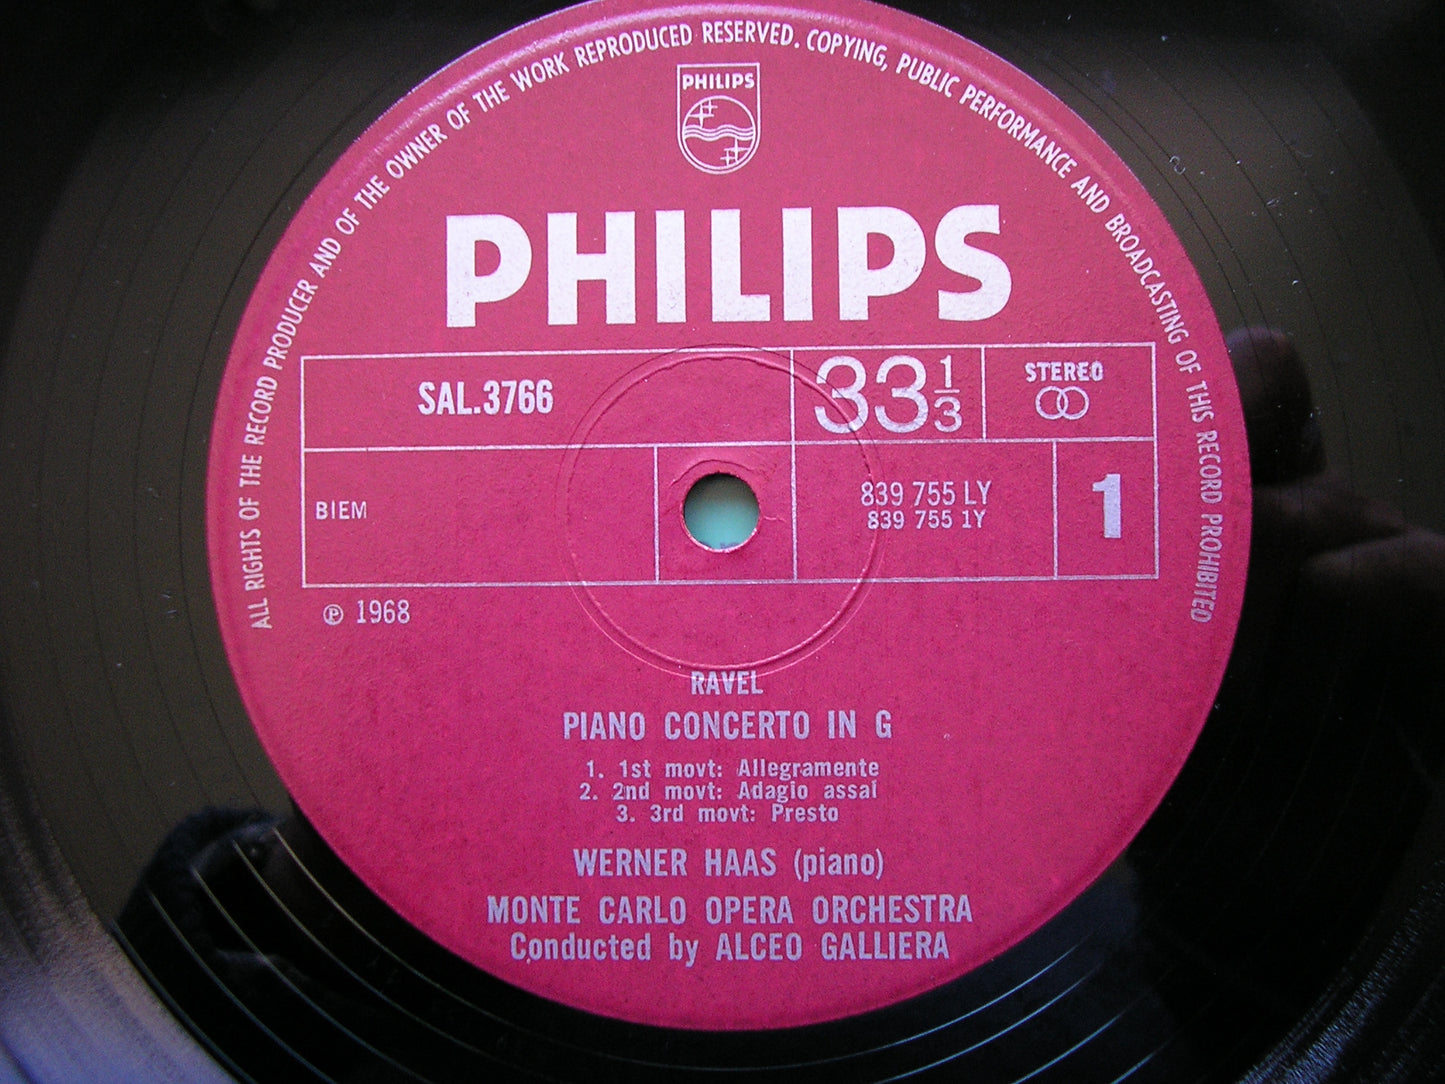 ALL RIGHTS OF THE RECORD PRODUCER AND OF THE OWNER OF THE WORK REPRODUCED RESERVED. COPYING, PUBLIC PERFORMANCE AND BROADCASTING OF THIS RECORD PROHIBITED
PHILIPS
PHILIPS
SAL.3766
33 1/3
STEREO
BIEM
839 755 LY
839 755 1Y
1
℗ 1968
RAVEL
PIANO CONCERTO IN G
1. 1st movt: Allegramente
2. 2nd movt: Adagio assai
3. 3rd movt: Presto
WERNER HAAS (piano)
MONTE CARLO OPERA ORCHESTRA
Conducted by ALCEO GALLIERA